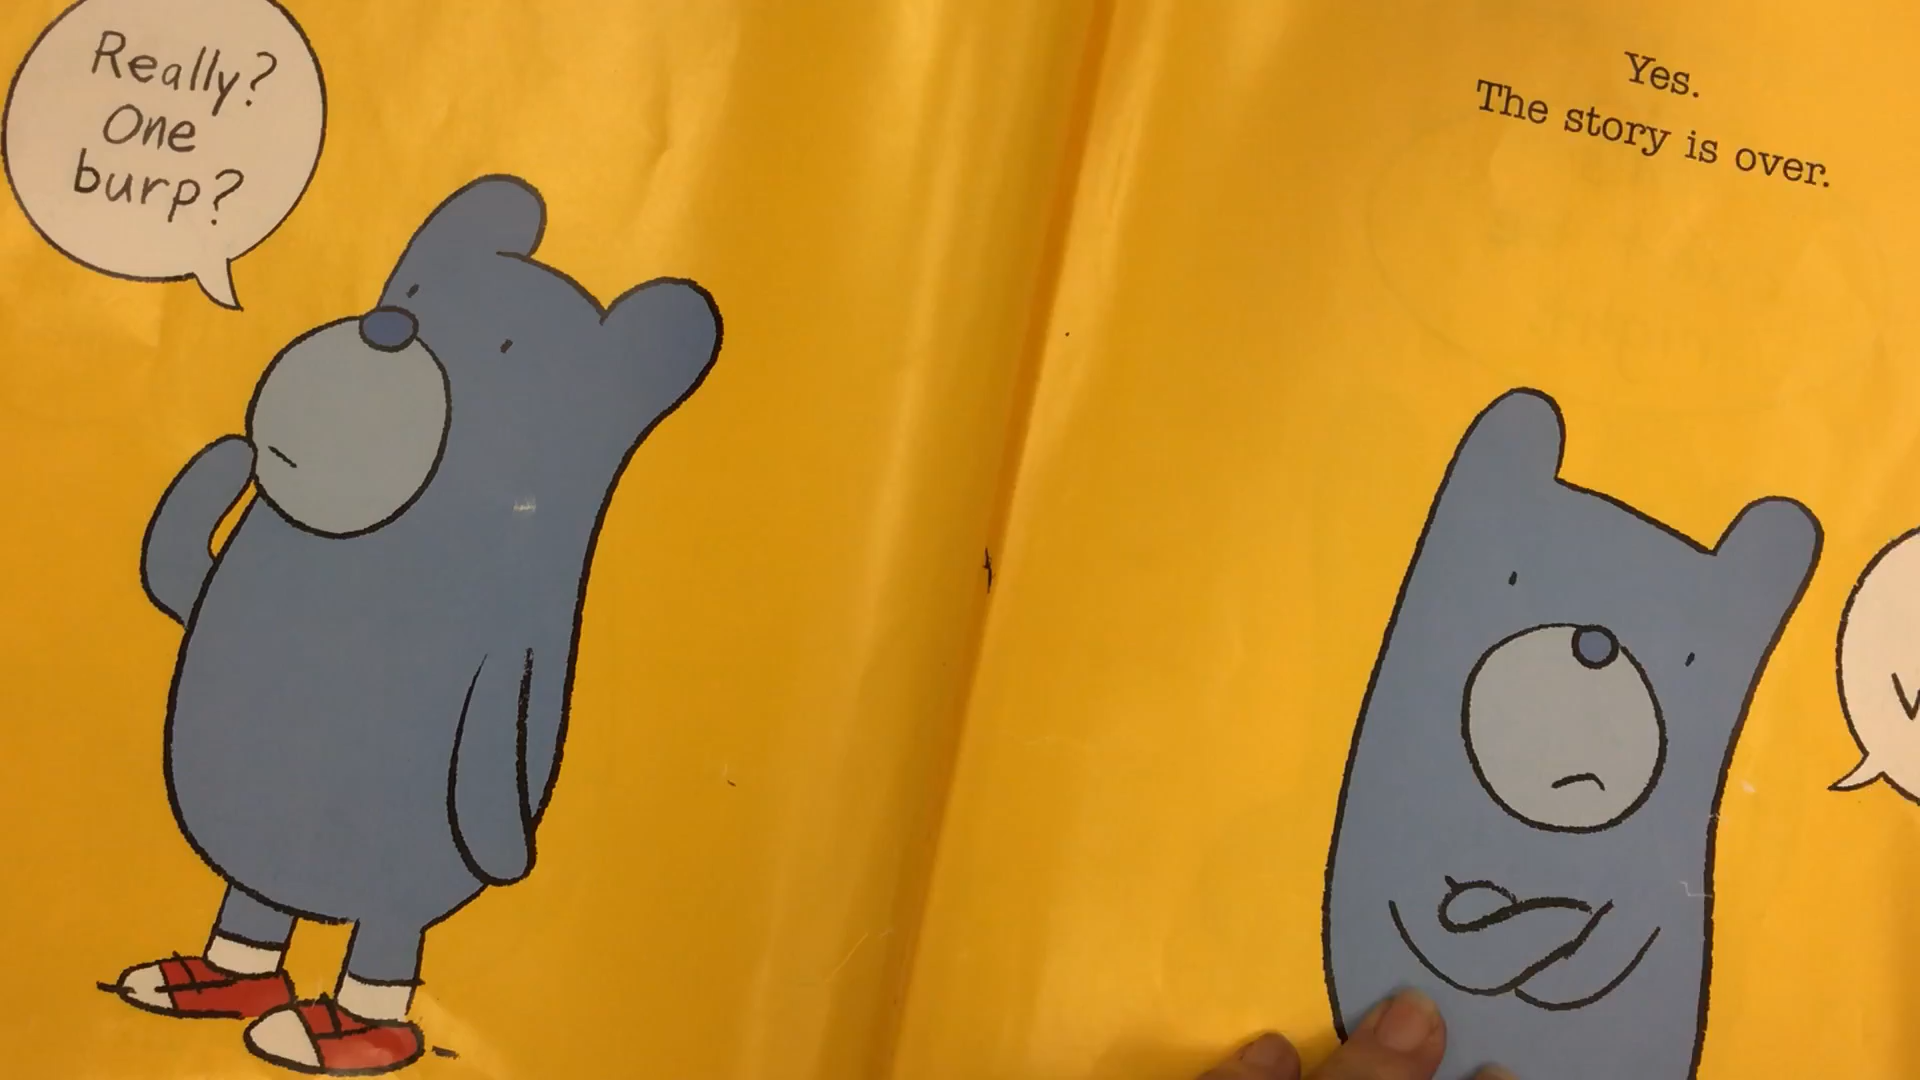 Really?
One
burp?
Yes.
The story is over.